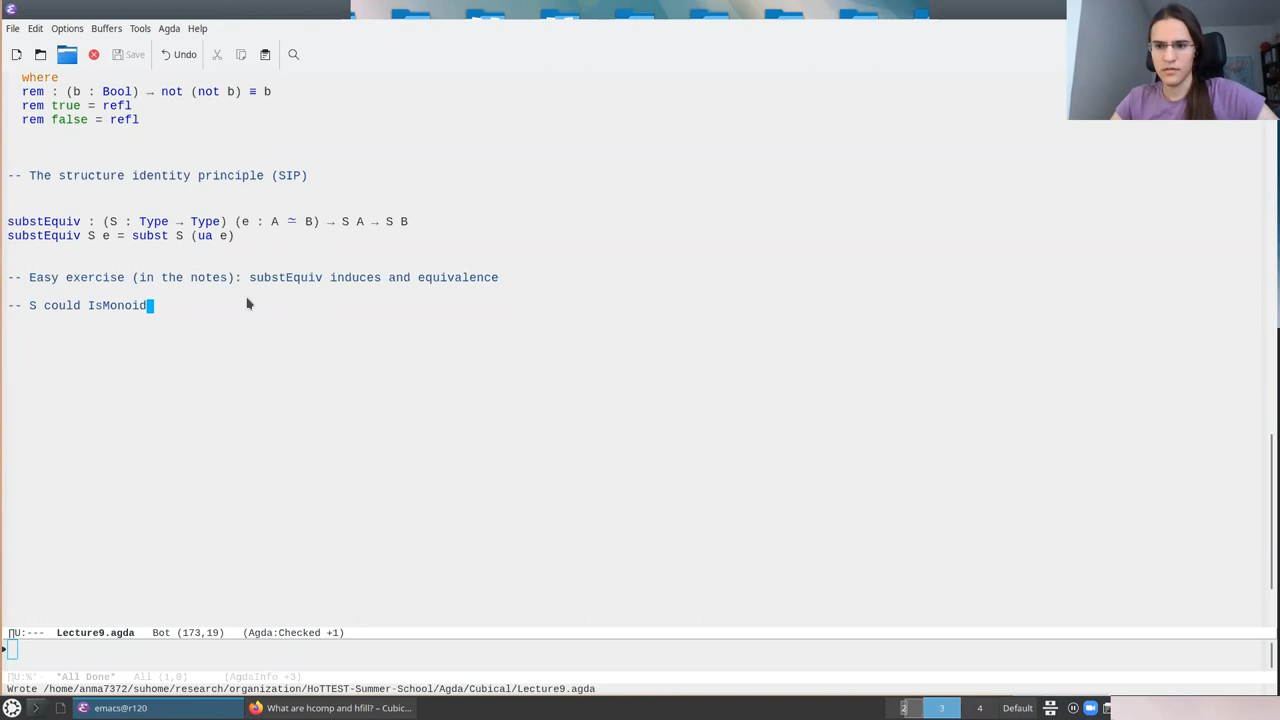 File Edit Options Buffers Tools Agda Help
Save Undo
where
rem : (b : Bool) → not (not b) ≡ b
rem true = refl
rem false = refl
-- The structure identity principle (SIP)
substEquiv : (S : Type → Type) (e : A ≃ B) → S A → S B
substEquiv S e = subst S (ua e)
-- Easy exercise (in the notes): substEquiv induces and equivalence
-- S could IsMonoid
∏U:--- Lecture9.agda Bot (173,19) (Agda:Checked +1)
∏U:%*- *All Done* All (1,0) (AgdaInfo +3)
Wrote /home/anma7372/suhome/research/organization/HoTTEST-Summer-School/Agda/Cubical/Lecture9.agda
emacs@r120 What are hcomp and hfill? – Cubic... 2 3 4 Default